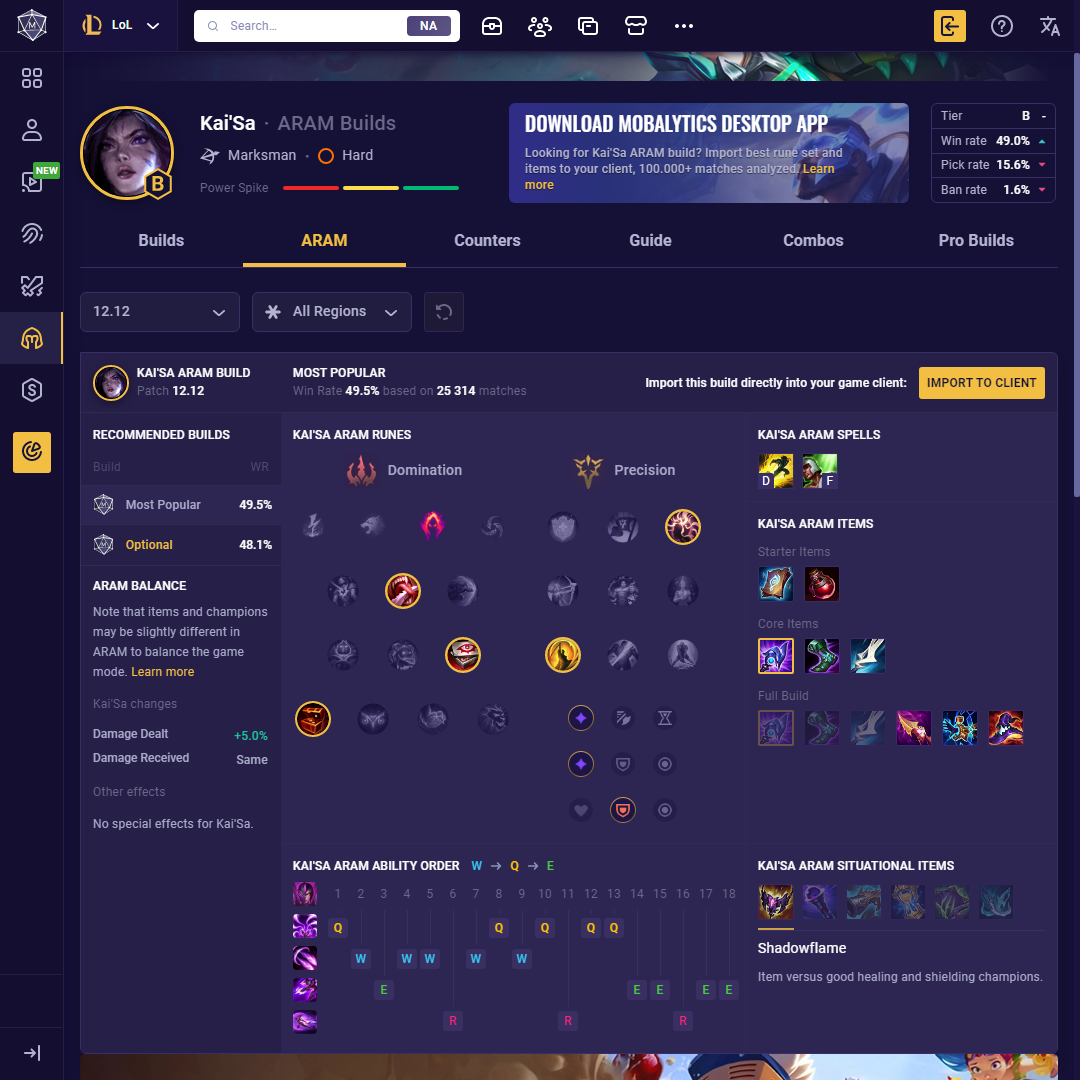 LoL
Search...
NA
NEW
Kai'Sa · ARAM Builds
Marksman · Hard
Power Spike
B
DOWNLOAD MOBALYTICS DESKTOP APP
Looking for Kai'Sa ARAM build? Import best rune set and
items to your client, 100.000+ matches analyzed. Learn
more
Tier B -
Win rate 49.0%
Pick rate 15.6%
Ban rate 1.6%
Builds ARAM Counters Guide Combos Pro Builds
12.12 All Regions
KAI'SA ARAM BUILD
Patch 12.12
MOST POPULAR
Win Rate 49.5% based on 25 314 matches
Import this build directly into your game client: IMPORT TO CLIENT
RECOMMENDED BUILDS
Build WR
Most Popular 49.5%
Optional 48.1%
ARAM BALANCE
Note that items and champions
may be slightly different in
ARAM to balance the game
mode. Learn more
Kai'Sa changes
Damage Dealt +5.0%
Damage Received Same
Other effects
No special effects for Kai'Sa.
KAI'SA ARAM RUNES
Domination Precision
KAI'SA ARAM SPELLS
D F
KAI'SA ARAM ITEMS
Starter Items
Core Items
Full Build
KAI'SA ARAM ABILITY ORDER W → Q → E
1 2 3 4 5 6 7 8 9 10 11 12 13 14 15 16 17 18
Q Q Q Q Q
W W W W W
E E E E E
R R R
KAI'SA ARAM SITUATIONAL ITEMS
Shadowflame
Item versus good healing and shielding champions.